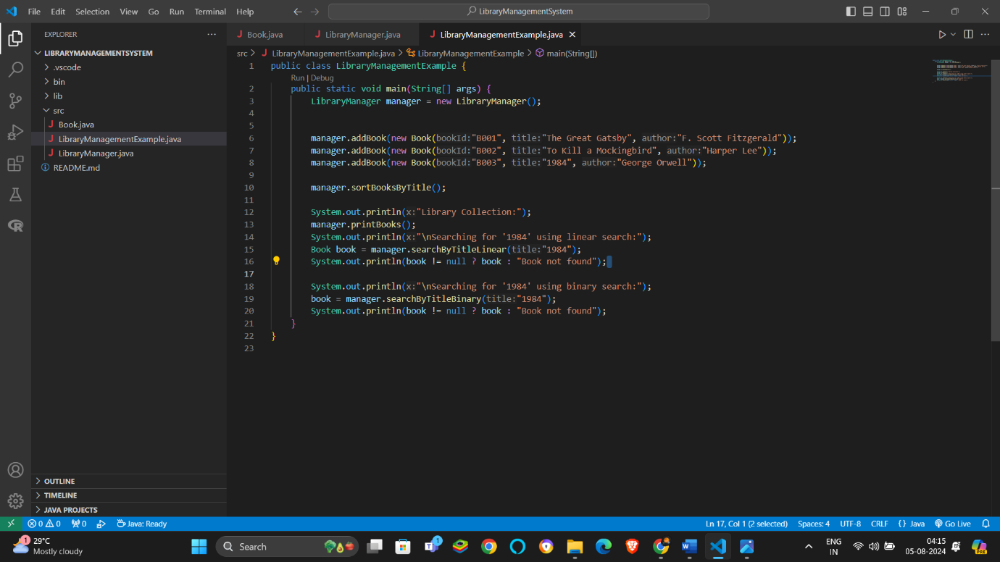 File Edit Selection View Go Run Terminal Help
LibraryManagementSystem
EXPLORER
Book.java LibraryManager.java LibraryManagementExample.java
LIBRARYMANAGEMENTSYSTEM
.vscode
bin
lib
src
Book.java
LibraryManagementExample.java
LibraryManager.java
README.md
src > LibraryManagementExample.java > LibraryManagementExample > main(String[])
1 public class LibraryManagementExample {
Run | Debug
2 public static void main(String[] args) {
3 LibraryManager manager = new LibraryManager();
4
5
6 manager.addBook(new Book(bookId:"B001", title:"The Great Gatsby", author:"F. Scott Fitzgerald"));
7 manager.addBook(new Book(bookId:"B002", title:"To Kill a Mockingbird", author:"Harper Lee"));
8 manager.addBook(new Book(bookId:"B003", title:"1984", author:"George Orwell"));
9
10 manager.sortBooksByTitle();
11
12 System.out.println(x:"Library Collection:");
13 manager.printBooks();
14 System.out.println(x:"\nSearching for '1984' using linear search:");
15 Book book = manager.searchByTitleLinear(title:"1984");
16 System.out.println(book != null ? book : "Book not found");
17
18 System.out.println(x:"\nSearching for '1984' using binary search:");
19 book = manager.searchByTitleBinary(title:"1984");
20 System.out.println(book != null ? book : "Book not found");
21 }
22 }
23
OUTLINE
TIMELINE
JAVA PROJECTS
0 0 0 Java: Ready
Ln 17, Col 1 (2 selected) Spaces: 4 UTF-8 CRLF {} Java Go Live
1
29°C
Mostly cloudy
Search
1
ENG
IN
04:15
05-08-2024
PRE